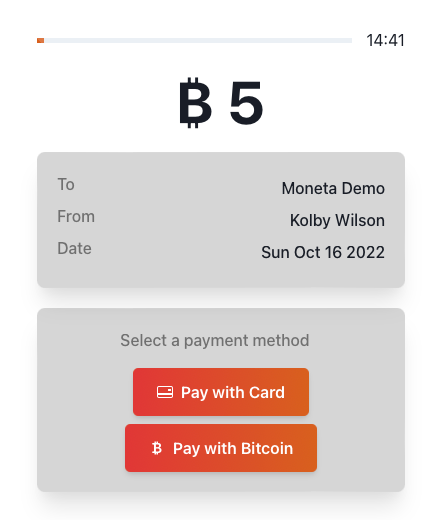 14:41
₿ 5
To Moneta Demo
From Kolby Wilson
Date Sun Oct 16 2022
Select a payment method
Pay with Card
₿ Pay with Bitcoin